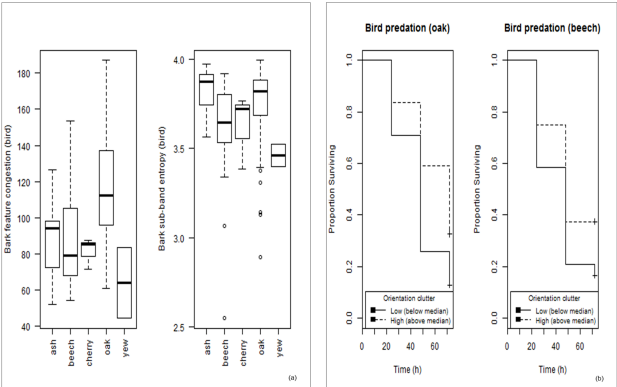 Bark feature congestion (bird)
180
160
140
120
100
80
60
40
ash
beech
cherry
oak
yew
Bark sub-band entropy (bird)
4.0
3.5
3.0
2.5
ash
beech
cherry
oak
yew
(a)
Bird predation (oak)
Proportion Surviving
1.0
0.8
0.6
0.4
0.2
0.0
Orientation clutter
Low (below median)
High (above median)
0 20 40 60
Time (h)
Bird predation (beech)
Proportion Surviving
1.0
0.8
0.6
0.4
0.2
0.0
Orientation clutter
Low (below median)
High (above median)
0 20 40 60
Time (h)
(b)